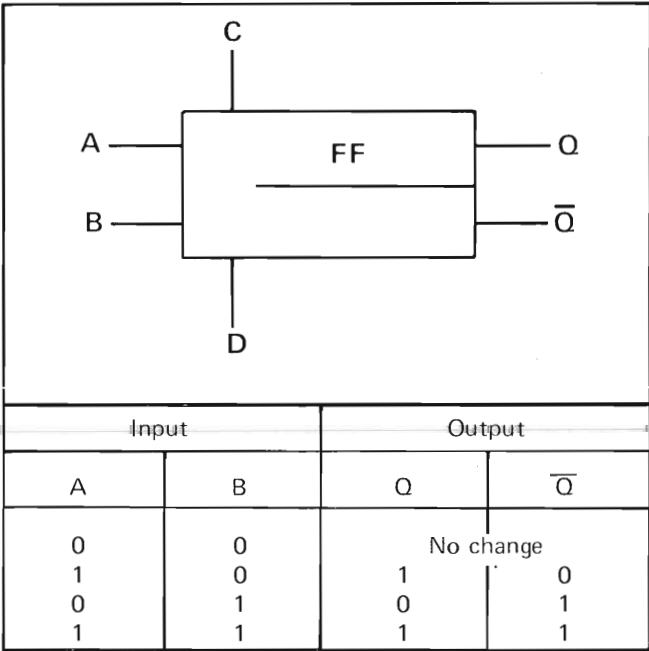 C
A FF Q
B Q̅
D
Input Output
A B Q Q̅
0 0 No change
1 0 1 0
0 1 0 1
1 1 1 1